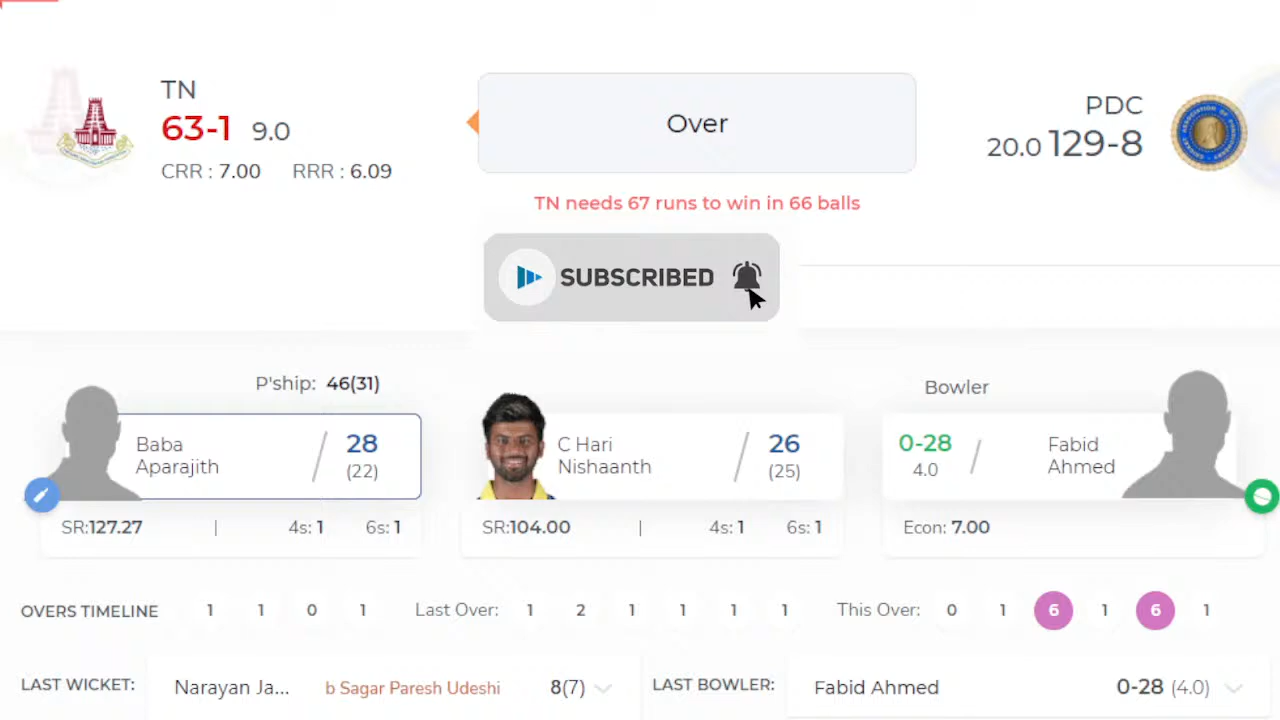 TN
63-1 9.0
CRR : 7.00 RRR : 6.09
Over
PDC
20.0 129-8
TN needs 67 runs to win in 66 balls
SUBSCRIBED
P'ship: 46(31)
Baba
Aparajith
28
(22)
SR:127.27 | 4s: 1 6s: 1
C Hari
Nishaanth
26
(25)
SR:104.00 | 4s: 1 6s: 1
Bowler
0-28
4.0
Fabid
Ahmed
Econ: 7.00
OVERS TIMELINE 1 1 0 1 Last Over: 1 2 1 1 1 1 This Over: 0 1 6 1 6 1
LAST WICKET: Narayan Ja... b Sagar Paresh Udeshi 8(7) LAST BOWLER: Fabid Ahmed 0-28 (4.0)